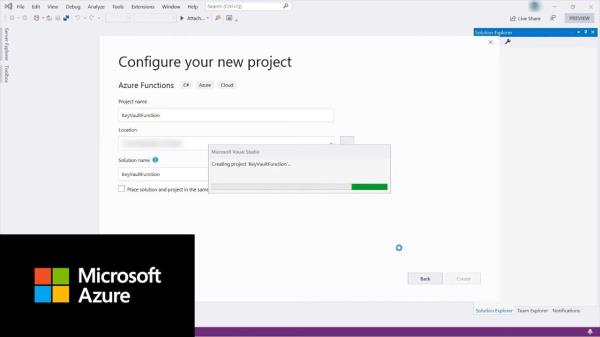 File Edit View Project Debug Test Analyze Tools Extensions Window Help Search (Ctrl+Q)
Attach...
Live Share
PREVIEW
Server Explorer
Toolbox
Solution Explorer
Configure your new project
Azure Functions C# Azure Cloud
Project name
KeyVaultFunction
Location
Solution name
KeyVaultFunction
Place solution and project in the same
Microsoft Visual Studio
Creating project 'KeyVaultFunction'...
Back Create
Microsoft
Azure
Solution Explorer Team Explorer Notifications